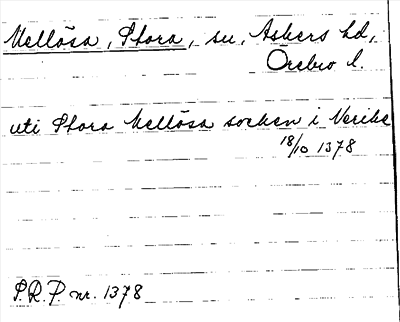 Mellösa, Stora, sn, Askers hd,
Örebro l.
uti Stora Mellösa socken i Nerike
18/10 1378
S.R.P. nr. 1378